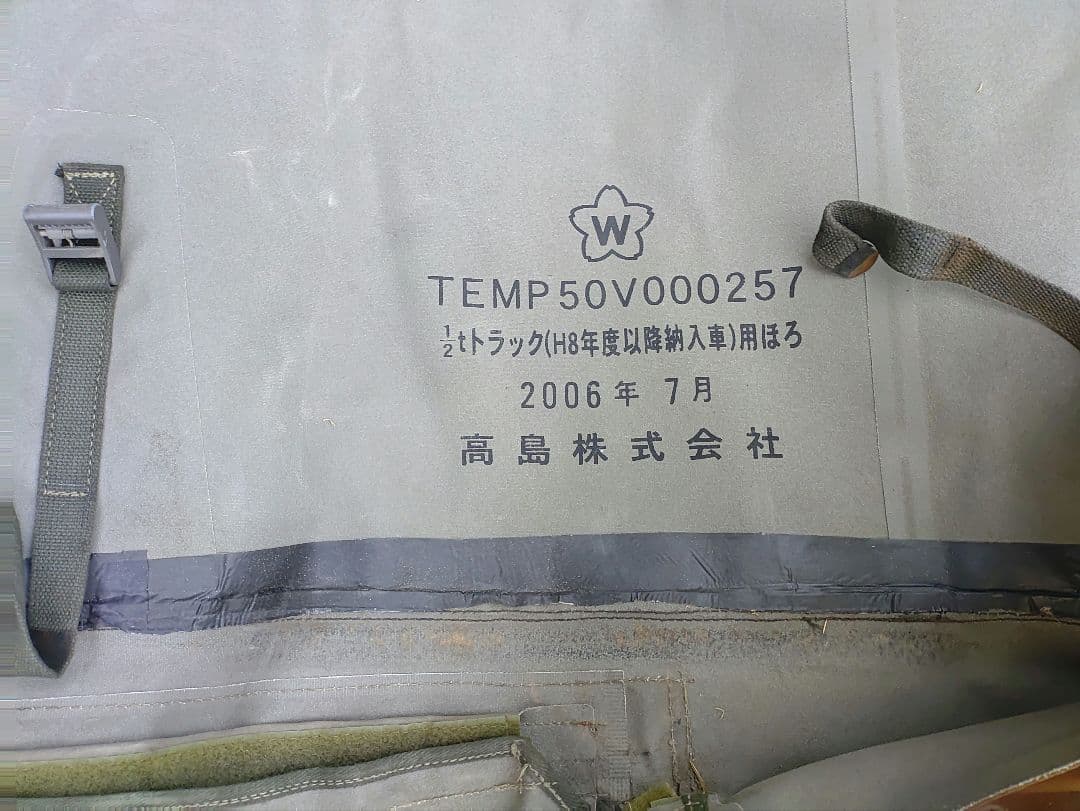 W
TEMP50V000257
½tトラック(H8年度以降納入車)用ほろ
2006年 7月
高島株式会社